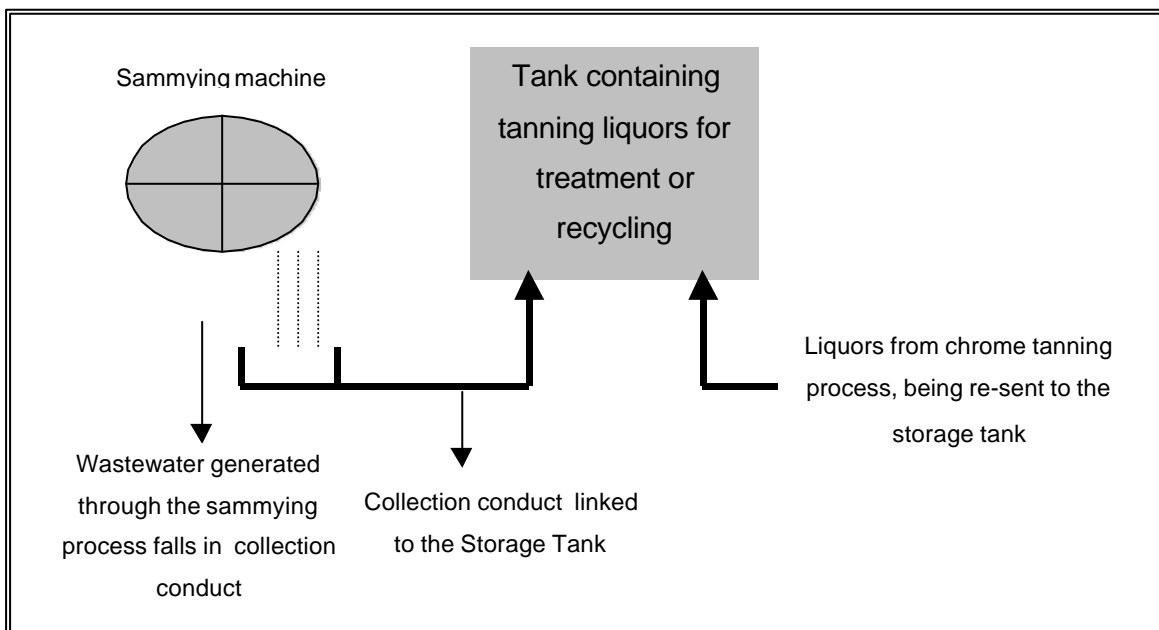 Sammying machine
Tank containing
tanning liquors for
treatment or
recycling
Liquors from chrome tanning
process, being re-sent to the
storage tank
Wastewater generated
through the sammying
process falls in collection
conduct
Collection conduct linked
to the Storage Tank